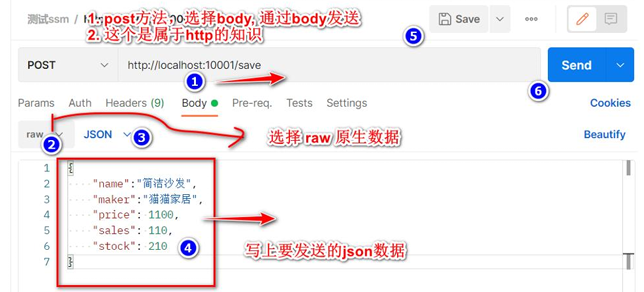 测试ssm /
1. post方法, 选择body, 通过body发送
2. 这个是属于http的知识
Save
5
POST
http://localhost:10001/save
Send
1
6
Params Auth Headers (9) Body Pre-req. Tests Settings Cookies
raw
JSON
2
3
选择 raw 原生数据
Beautify
1 {
2 "name":"简洁沙发",
3 "maker":"猫猫家居",
4 "price": 1100,
5 "sales": 110,
6 "stock": 210
7 }
4
写上要发送的json数据